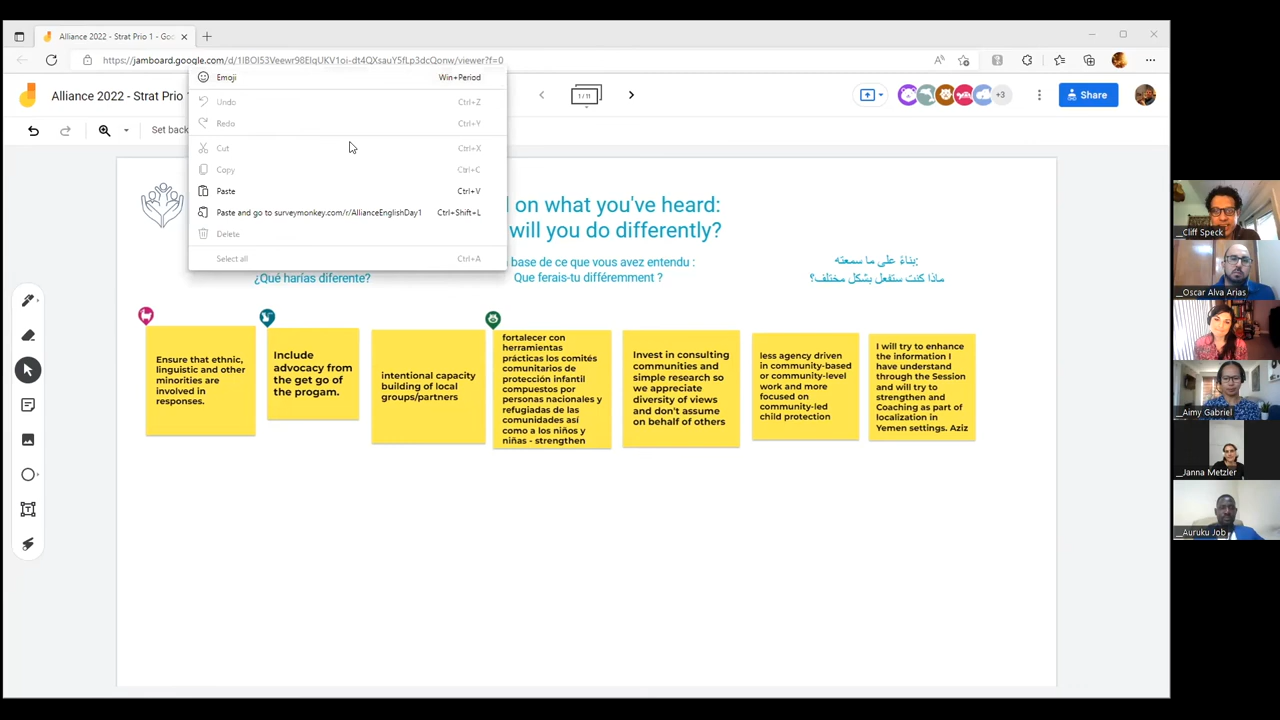 Alliance 2022 - Strat Prio 1 - Goo
https://jamboard.google.com/d/1IBOI53Veewr98ElqUKV1oi-dt4QXsauY5fLp3dcQonw/viewer?f=0
Alliance 2022 - Strat Prio 1
1 / 11
+3
Share
Set back
Emoji
Win+Period
Undo
Ctrl+Z
Redo
Ctrl+Y
Cut
Ctrl+X
Copy
Ctrl+C
Paste
Ctrl+V
Paste and go to surveymonkey.com/r/AllianceEnglishDay1
Ctrl+Shift+L
Delete
Select all
Ctrl+A
on what you've heard:
will you do differently?
¿Qué harías diferente?
base de ce que vous avez entendu :
Que ferais-tu différemment ?
بناءً على ما سمعته:
ماذا كنت ستفعل بشكل مختلف؟
Ensure that ethnic,
linguistic and other
minorities are
involved in
responses.
Include
advocacy from
the get go of
the progam.
intentional capacity
building of local
groups/partners
fortalecer con
herramientas
prácticas los comités
comunitarios de
protección infantil
compuestos por
personas nacionales y
refugiadas de las
comunidades así
como a los niños y
niñas - strengthen
Invest in consulting
communities and
simple research so
we appreciate
diversity of views
and don't assume
on behalf of others
less agency driven
in community-based
or community-level
work and more
focused on
community-led
child protection
I will try to enhance
the information I
have understand
through the Session
and will try to
strengthen and
Coaching as part of
localization in
Yemen settings. Aziz
__Cliff Speck
__Oscar Alva Arias
__Aimy Gabriel
__Janna Metzler
__Auruku Job